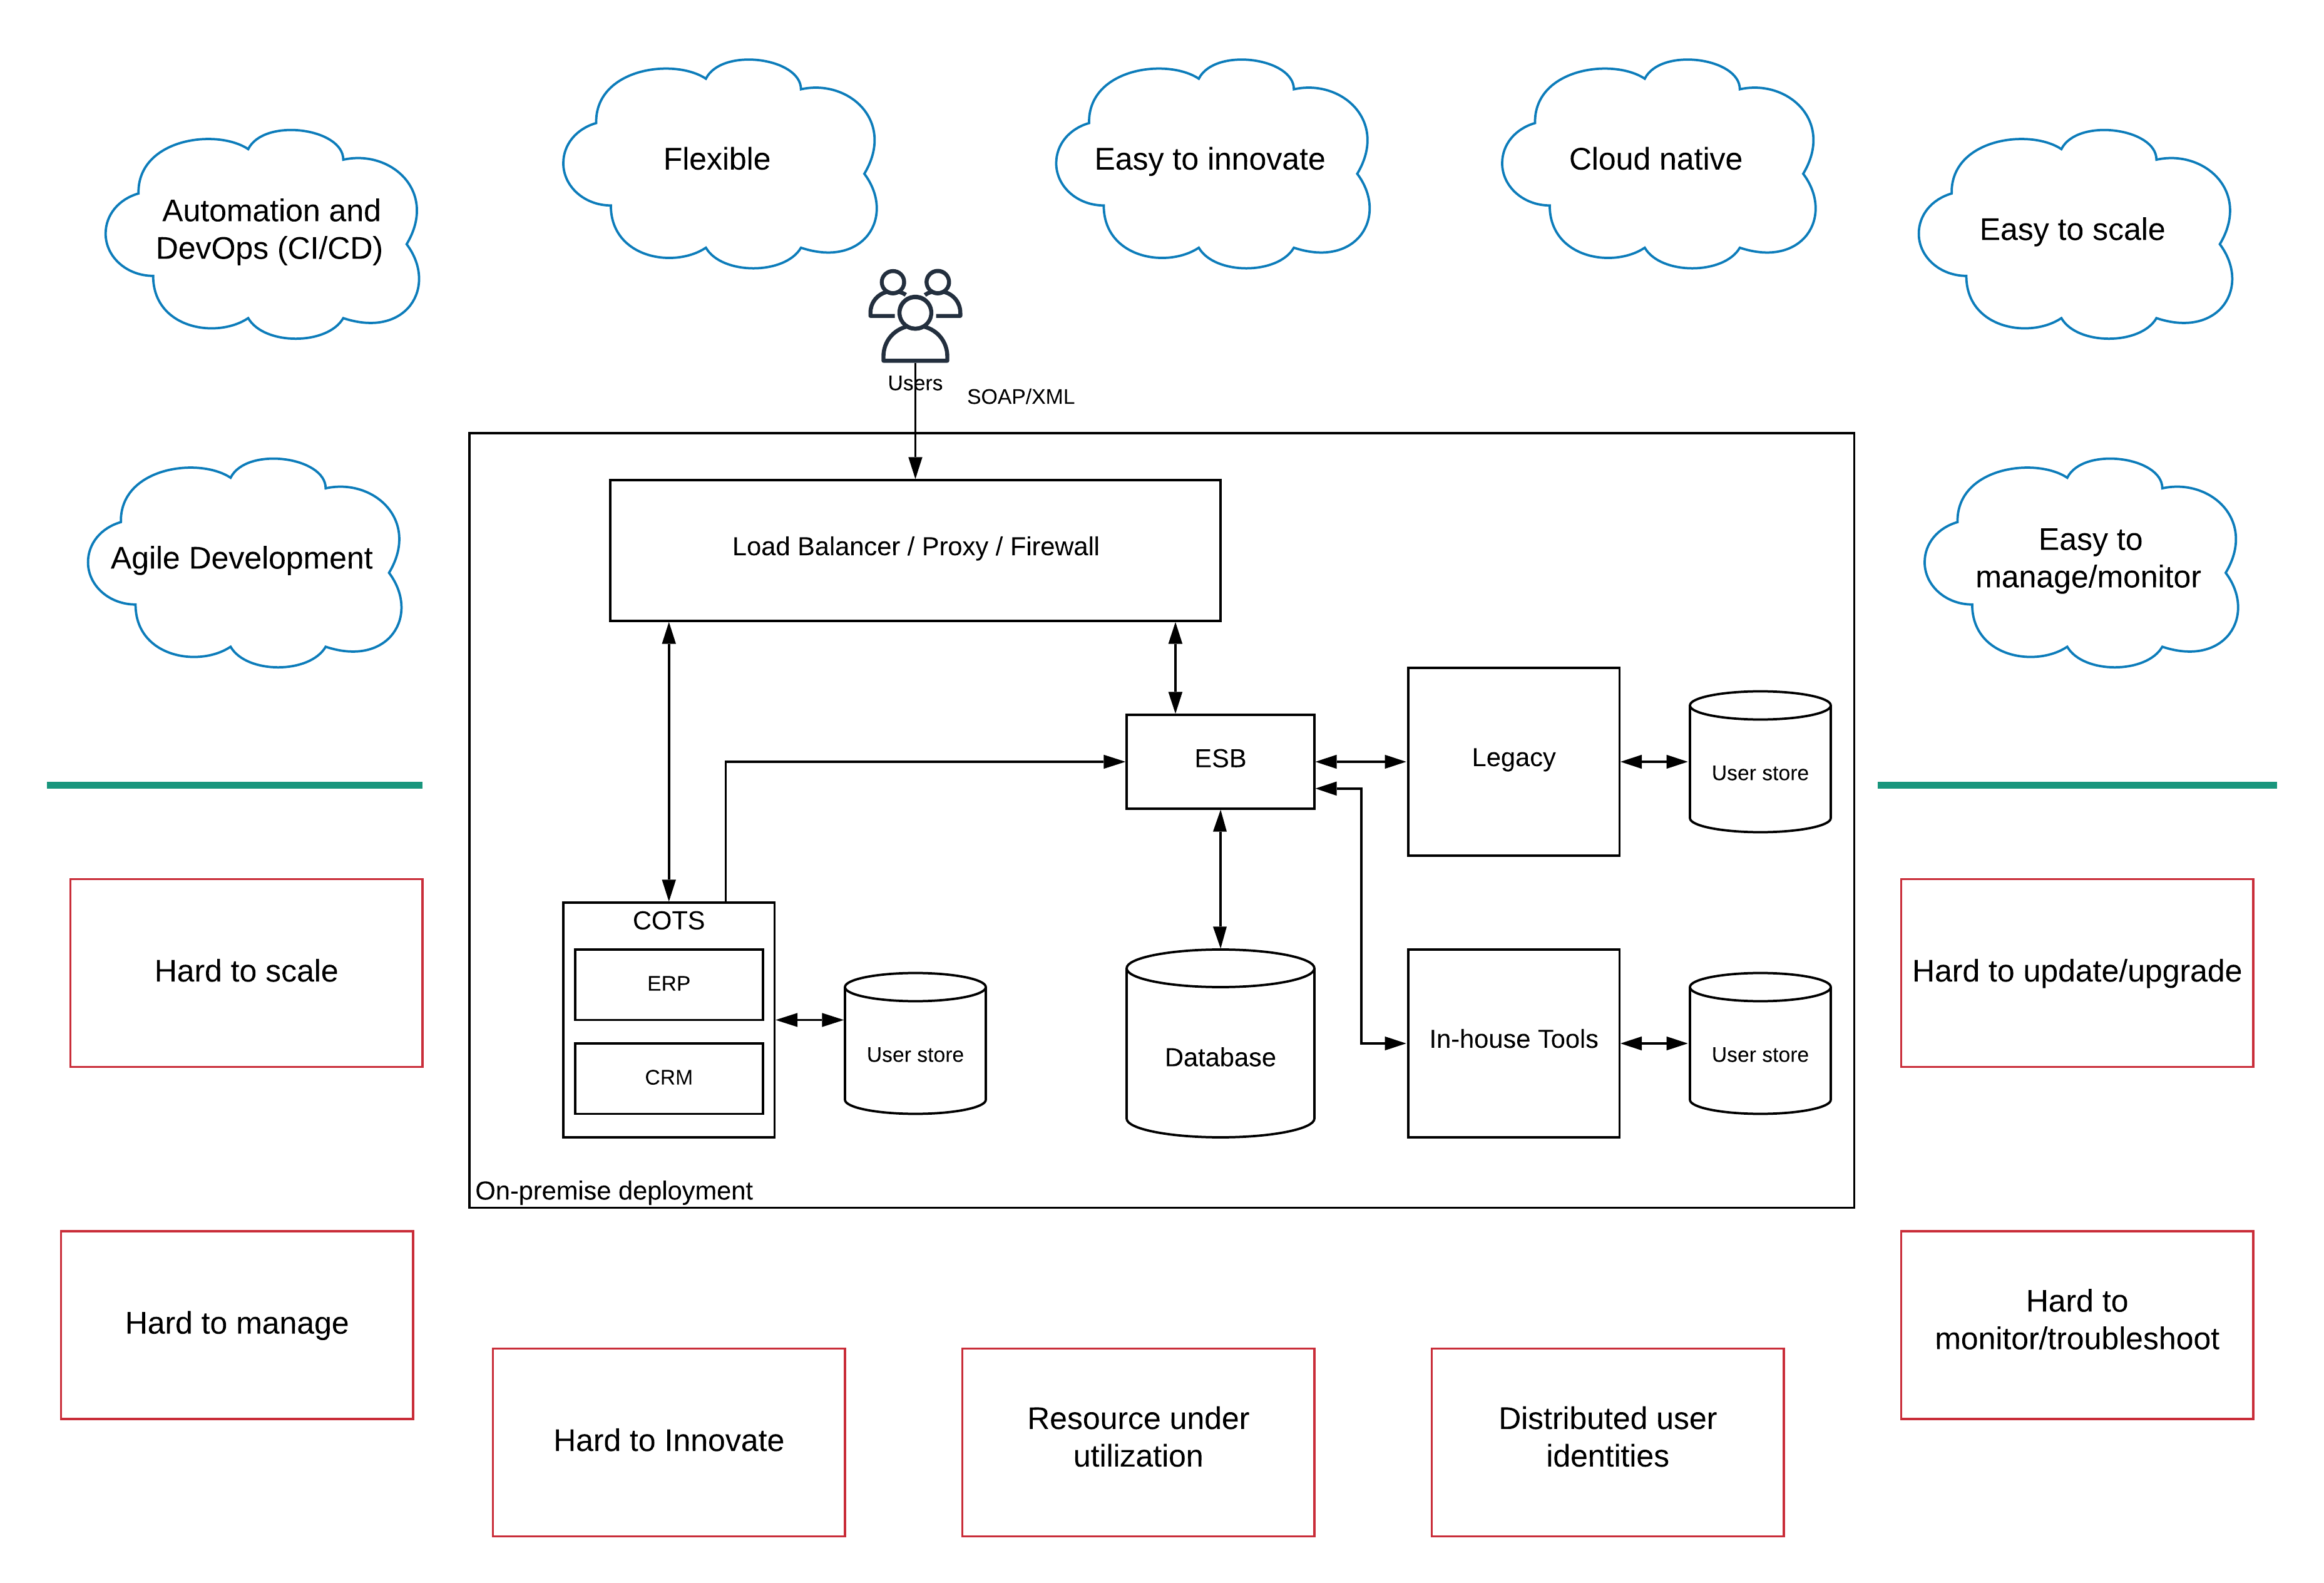 Flexible
Easy to innovate
Cloud native
Automation and
DevOps (CI/CD)
Easy to scale
Users
SOAP/XML
Agile Development
Easy to
manage/monitor
Load Balancer / Proxy / Firewall
ESB
Legacy
User store
COTS
ERP
CRM
User store
Database
In-house Tools
User store
On-premise deployment
Hard to scale
Hard to update/upgrade
Hard to manage
Hard to
monitor/troubleshoot
Hard to Innovate
Resource under
utilization
Distributed user
identities